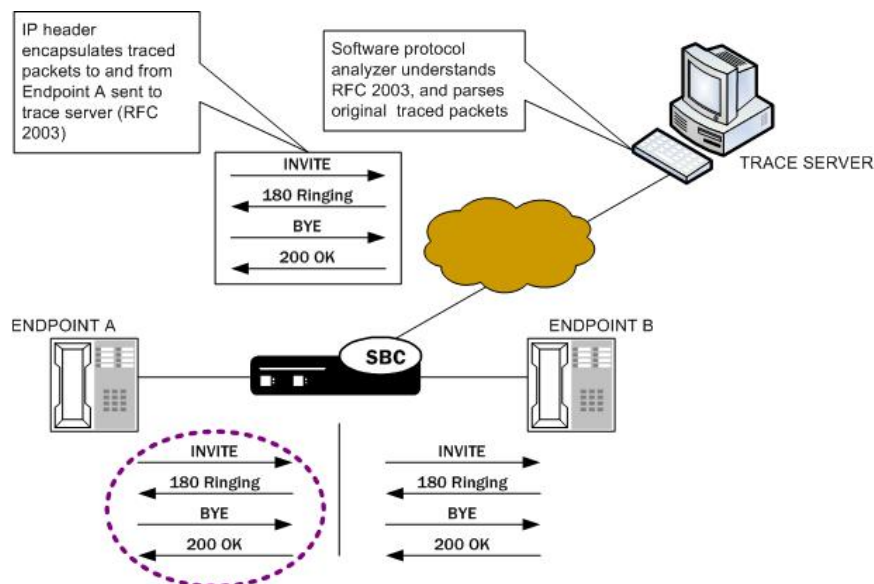 IP header
encapsulates traced
packets to and from
Endpoint A sent to
trace server (RFC
2003)
Software protocol
analyzer understands
RFC 2003, and parses
original traced packets
TRACE SERVER
INVITE
180 Ringing
BYE
200 OK
ENDPOINT A
SBC
ENDPOINT B
INVITE
180 Ringing
BYE
200 OK
INVITE
180 Ringing
BYE
200 OK